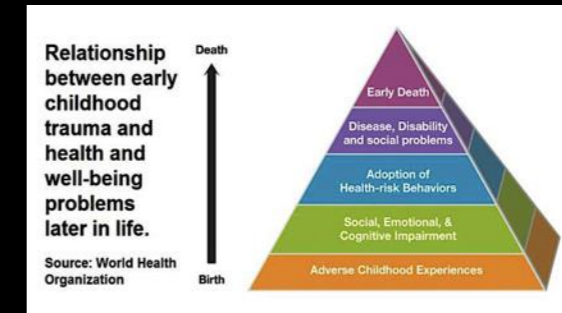 Relationship
between early
childhood
trauma and
health and
well-being
problems
later in life.
Source: World Health
Organization
Death
Birth
Early Death
Disease, Disability
and social problems
Adoption of
Health-risk Behaviors
Social, Emotional, &
Cognitive Impairment
Adverse Childhood Experiences